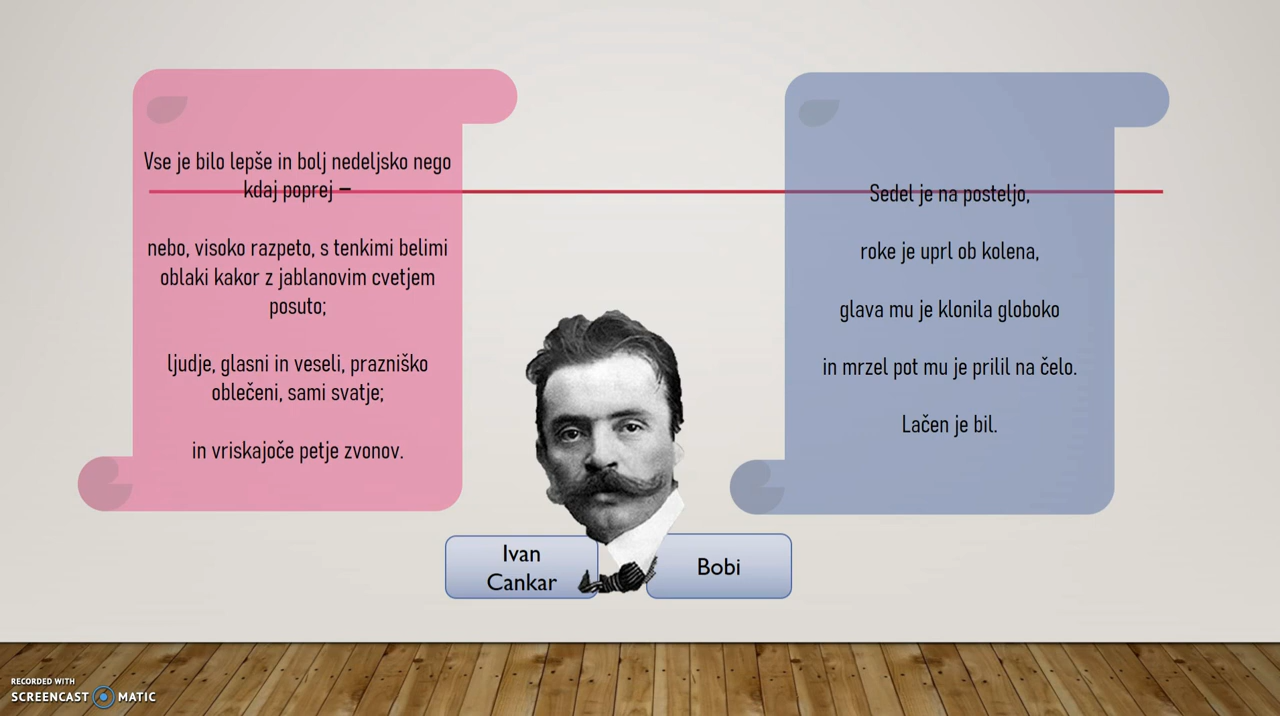 Vse je bilo lepše in bolj nedeljsko nego
kdaj poprej –
nebo, visoko razpeto, s tenkimi belimi
oblaki kakor z jablanovim cvetjem
posuto;
ljudje, glasni in veseli, prazniško
oblečeni, sami svatje;
in vriskajoče petje zvonov.
Sedel je na posteljo,
roke je uprl ob kolena,
glava mu je klonila globoko
in mrzel pot mu je prilil na čelo.
Lačen je bil.
Ivan
Cankar
Bobi
RECORDED WITH
SCREENCAST MATIC